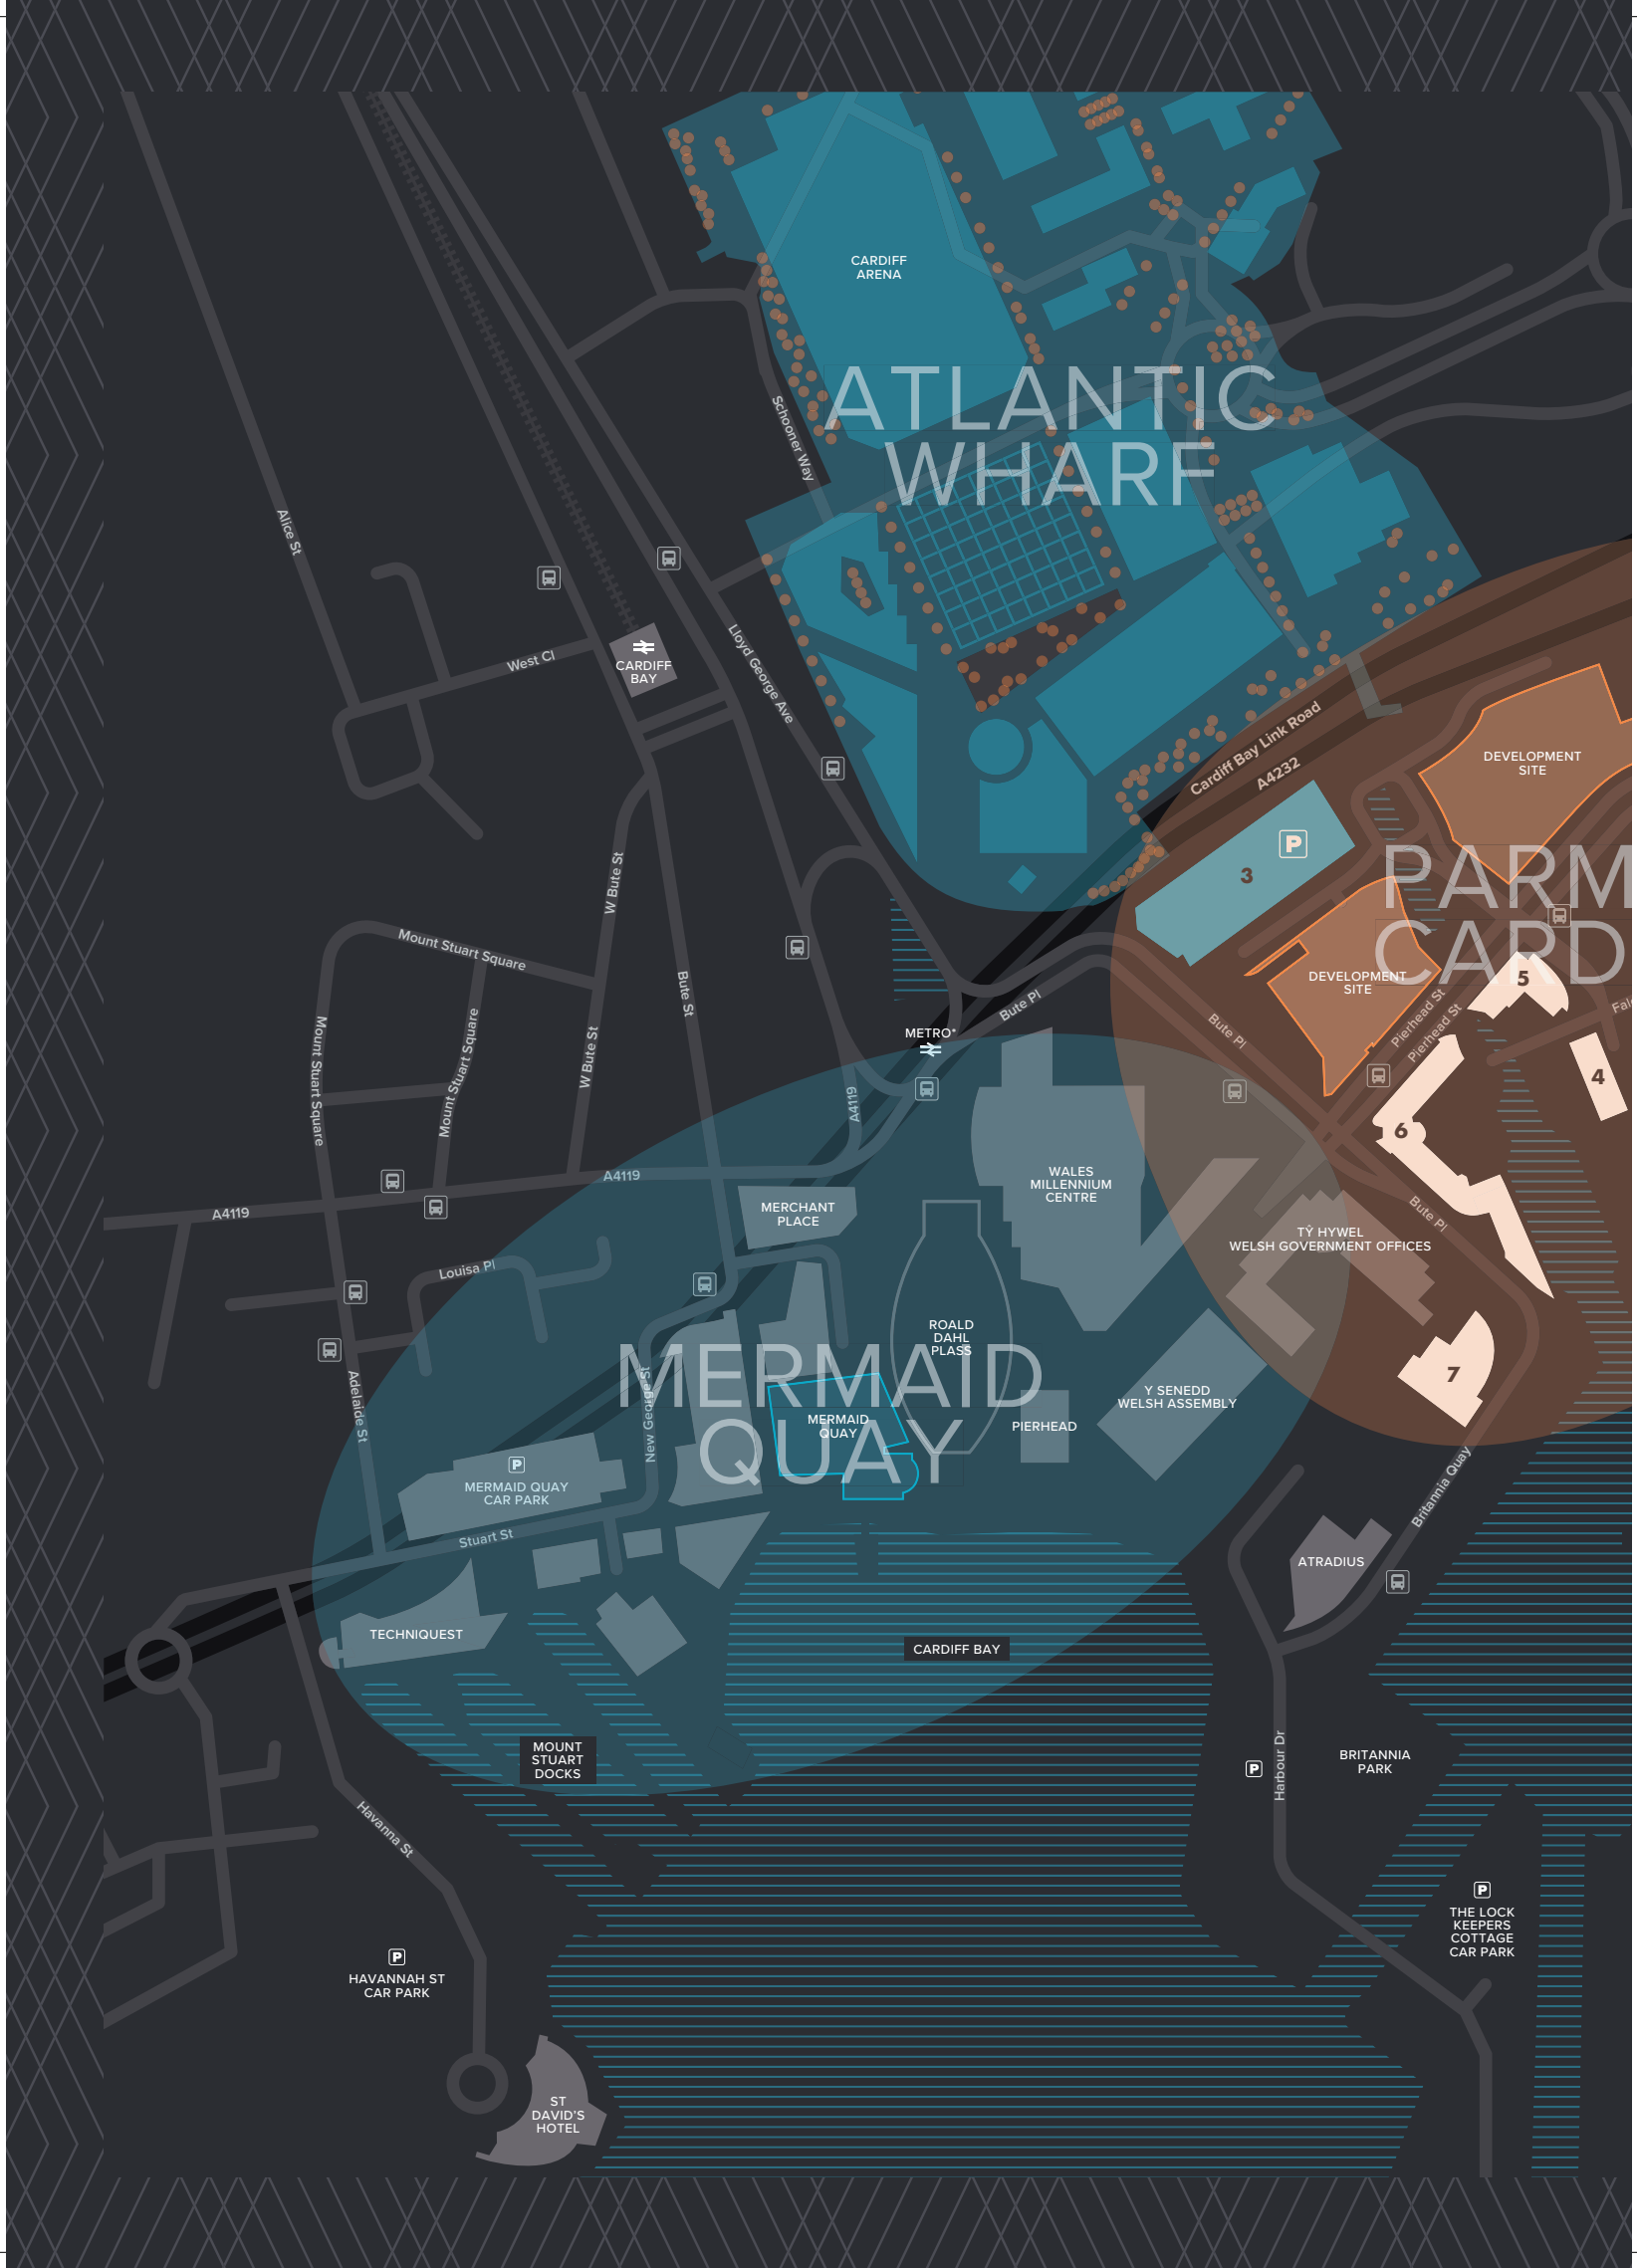 CARDIFF
ARENA
ATLANTIC
WHARF
Schooner Way
Alice St
West Cl
CARDIFF
BAY
Lloyd George Ave
Cardiff Bay Link Road
A4232
DEVELOPMENT
SITE
P
3
PARM
CARD
W Bute St
Mount Stuart Square
Bute St
DEVELOPMENT
SITE
5
Pierhead St
Pierhead St
Bute Pl
Bute Pl
METRO*
Mount Stuart Square
Mount Stuart Square
W Bute St
A4119
4
6
A4119
A4119
MERCHANT
PLACE
WALES
MILLENNIUM
CENTRE
TŶ HYWEL
WELSH GOVERNMENT OFFICES
Bute Pl
Louisa Pl
ROALD
DAHL
PLASS
MERMAID
QUAY
7
Adelaide St
New George St
MERMAID
QUAY
PIERHEAD
Y SENEDD
WELSH ASSEMBLY
P
MERMAID QUAY
CAR PARK
Stuart St
Britannia Quay
ATRADIUS
TECHNIQUEST
CARDIFF BAY
MOUNT
STUART
DOCKS
P
Harbour Dr
BRITANNIA
PARK
Havanna St
P
THE LOCK
KEEPERS
COTTAGE
CAR PARK
P
HAVANNAH ST
CAR PARK
ST
DAVID'S
HOTEL